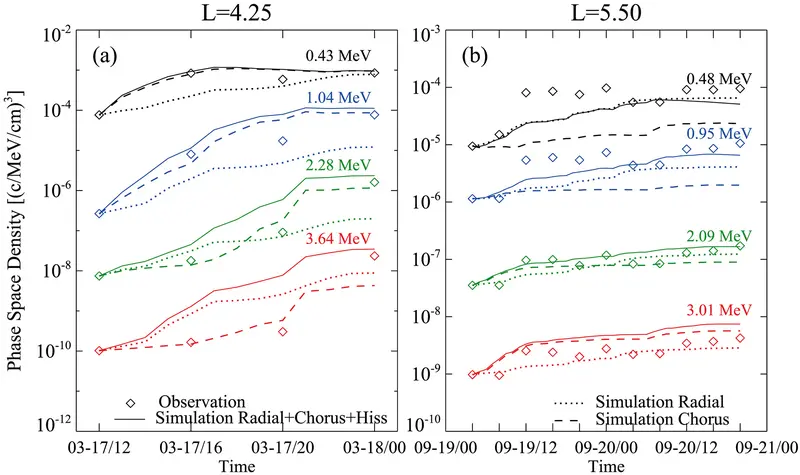 L=4.25
L=5.50
10-2
10-4
10-6
10-8
10-10
10-12
Phase Space Density [(c/MeV/cm)3]
(a)
0.43 MeV
1.04 MeV
2.28 MeV
3.64 MeV
Observation
Simulation Radial+Chorus+Hiss
03-17/12
03-17/16
03-17/20
03-18/00
Time
10-3
10-4
10-5
10-6
10-7
10-8
10-9
10-10
(b)
0.48 MeV
0.95 MeV
2.09 MeV
3.01 MeV
Simulation Radial
Simulation Chorus
09-19/00
09-19/12
09-20/00
09-20/12
09-21/00
Time